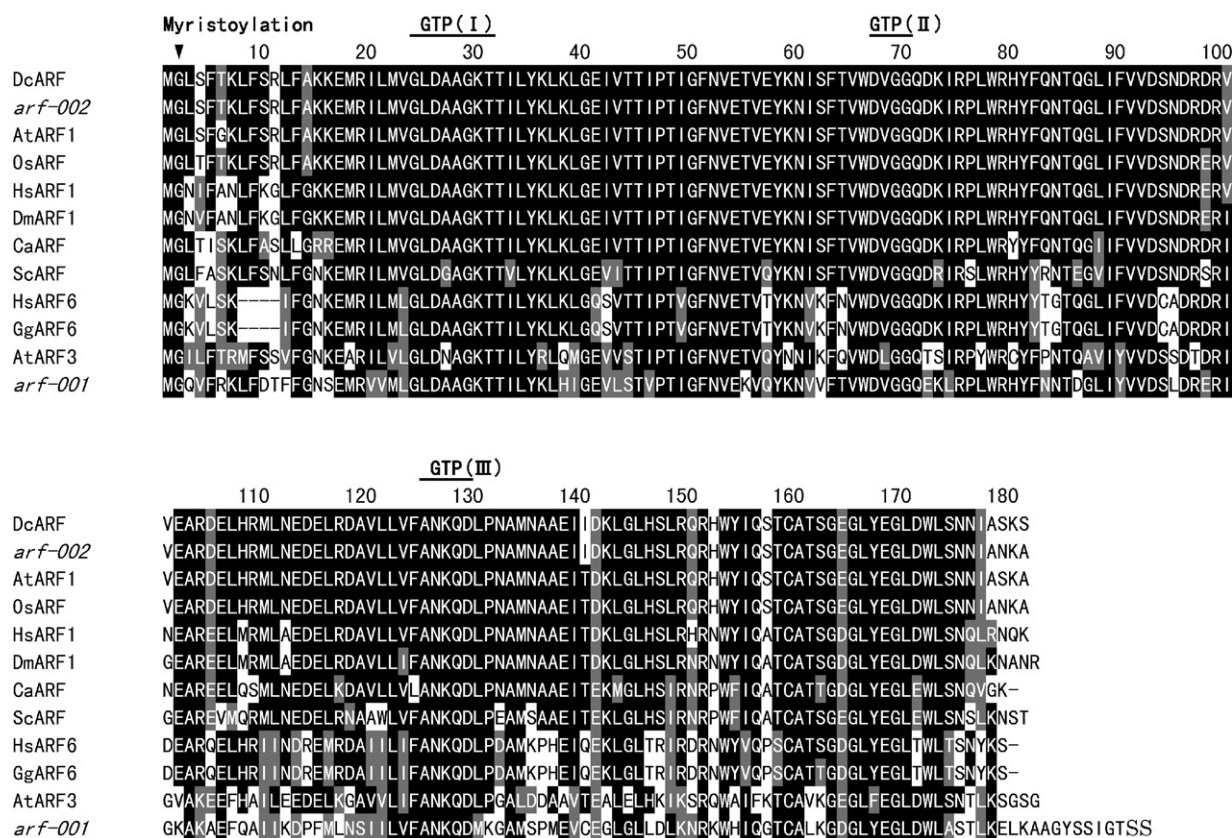 Myristoylation GTP(I) GTP(II)
10 20 30 40 50 60 70 80 90 100
DcARF MGLSFTKLFSRLFAKKEMRILMVGLDAAGKTTILYKLKLGEIVTTIPTIGFNVETVEYKNISFTVWDVGGQDKIRPLWRHYFQNTQGLIFVVDSNDRDRV
arf-002 MGLSFTKLFSRLFAKKEMRILMVGLDAAGKTTILYKLKLGEIVTTIPTIGFNVETVEYKNISFTVWDVGGQDKIRPLWRHYFQNTQGLIFVVDSNDRDRV
AtARF1 MGLSFGKLFSRLFAKKEMRILMVGLDAAGKTTILYKLKLGEIVTTIPTIGFNVETVEYKNISFTVWDVGGQDKIRPLWRHYFQNTQGLIFVVDSNDRDRV
OsARF MGLTFTKLFSRLFAKKEMRILMVGLDAAGKTTILYKLKLGEIVTTIPTIGFNVETVEYKNISFTVWDVGGQDKIRPLWRHYFQNTQGLIFVVDSNDRERV
HsARF1 MGNIFANLFKGLFGKKEMRILMVGLDAAGKTTILYKLKLGEIVTTIPTIGFNVETVEYKNISFTVWDVGGQDKIRPLWRHYFQNTQGLIFVVDSNDRERV
DmARF1 MGNVFANLFKGLFGKKEMRILMVGLDAAGKTTILYKLKLGEIVTTIPTIGFNVETVEYKNISFTVWDVGGQDKIRPLWRHYFQNTQGLIFVVDSNDRERI
CaARF MGLTISKLFASLLGRREMRILMVGLDAAGKTTILYKLKLGEIVTTIPTIGFNVETVEYKNISFTVWDVGGQDKIRPLWRYYFQNTQGIIFVVDSNDRDRI
ScARF MGLFASKLFSNLFGNKEMRILMVGLDGAGKTTVLYKLKLGEVITTIPTIGFNVETVQYKNISFTVWDVGGQDRIRSLWRHYYRNTEGVIFVVDSNDRSRI
HsARF6 MGKVLSK----IFGNKEMRILMLGLDAAGKTTILYKLKLGQSVTTIPTVGFNVETVTYKNVKFNVWDVGGQDKIRPLWRHYYTGTQGLIFVVDCADRDRI
GgARF6 MGKVLSK----IFGNKEMRILMLGLDAAGKTTILYKLKLGQSVTTIPTVGFNVETVTYKNVKFNVWDVGGQDKIRPLWRHYYTGTQGLIFVVDCADRDRI
AtARF3 MGILFTRMFSSVFGNKEARILVLGLDNAGKTTILYRLQMGEVVSTIPTIGFNVETVQYNNIKFQVWDLGGQTSIRPYWRCYFPNTQAVIYVVDSSDTDRI
arf-001 MGQVFRKLFDTFFGNSEMRVVMLGLDAAGKTTILYKLHIGEVLSTVPTIGFNVEKVQYKNVVFTVWDVGGQEKLRPLWRHYFNNTDGLIYVVDSLDRERI
GTP(III)
110 120 130 140 150 160 170 180
DcARF VEARDELHRMLNEDELRDAVLLVFANKQDLPNAMNAAEIIDKLGLHSLRQRHWYIQSTCATSGEGLYEGLDWLSNNIASKS
arf-002 VEARDELHRMLNEDELRDAVLLVFANKQDLPNAMNAAEIIDKLGLHSLRQRHWYIQSTCATSGEGLYEGLDWLSNNIANKA
AtARF1 VEARDELHRMLNEDELRDAVLLVFANKQDLPNAMNAAEITDKLGLHSLRQRHWYIQSTCATSGEGLYEGLDWLSNNIASKA
OsARF VEARDELHRMLNEDELRDAVLLVFANKQDLPNAMNAAEITDKLGLHSLRQRHWYIQSTCATSGEGLYEGLDWLSNNIANKA
HsARF1 NEAREELMRMLAEDELRDAVLLVFANKQDLPNAMNAAEITDKLGLHSLRHRNWYIQATCATSGDGLYEGLDWLSNQLRNQK
DmARF1 GEAREELMRMLAEDELRDAVLLIFANKQDLPNAMNAAEITDKLGLHSLRNRNWYIQATCATSGDGLYEGLDWLSNQLKNANR
CaARF NEAREELQSMLNEDELKDAVLLVLANKQDLPNAMNAAEITEKMGLHSIRNRPWFIQATCATTGDGLYEGLEWLSNQVGK-
ScARF GEAREVMQRMLNEDELRNAAWLVFANKQDLPEAMSAAEITEKLGLHSIRNRPWFIQATCATSGEGLYEGLEWLSNSLKNST
HsARF6 DEARQELHRIINDREMRDAIILIFANKQDLPDAMKPHEIQEKLGLTRIRDRNWYVQPSCATSGDGLYEGLTWLTSNYKS-
GgARF6 DEARQELHRIINDREMRDAIILIFANKQDLPDAMKPHEIQEKLGLTRIRDRNWYVQPSCATTGDGLYEGLTWLTSNYKS-
AtARF3 GVAKEEFHAILEEDELKGAVVLIFANKQDLPGALDDAAVTEALELHKIKSRQWAIFKTCAVKGEGLFEGLDWLSNTLKSGSG
arf-001 GKAKAEFQAIIKDPFMLNSIILVFANKQDMKGAMSPMEVCEGLGLLDLKNRKWHIQGTCALKGDGLYEGLDWLASTLKELKAAGYSSIGTSS